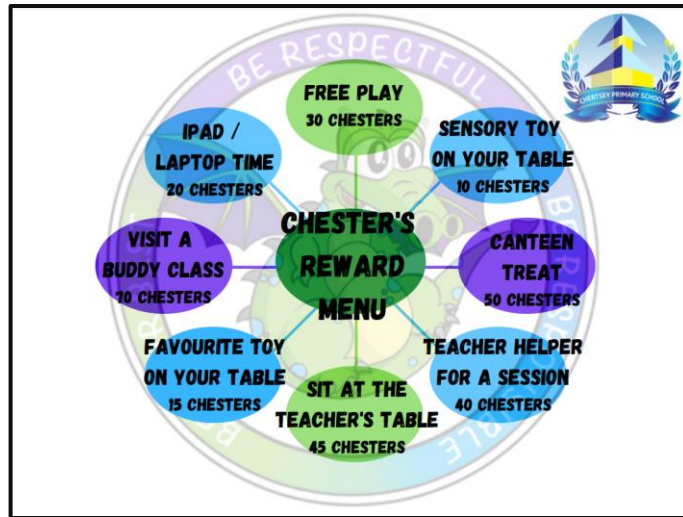 BE RESPECTFUL
CHERTSEY PRIMARY SCHOOL
FREE PLAY
30 CHESTERS
IPAD /
LAPTOP TIME
20 CHESTERS
SENSORY TOY
ON YOUR TABLE
10 CHESTERS
CHESTER'S
REWARD
MENU
VISIT A
BUDDY CLASS
70 CHESTERS
CANTEEN
TREAT
50 CHESTERS
FAVOURITE TOY
ON YOUR TABLE
15 CHESTERS
TEACHER HELPER
FOR A SESSION
40 CHESTERS
SIT AT THE
TEACHER'S TABLE
45 CHESTERS